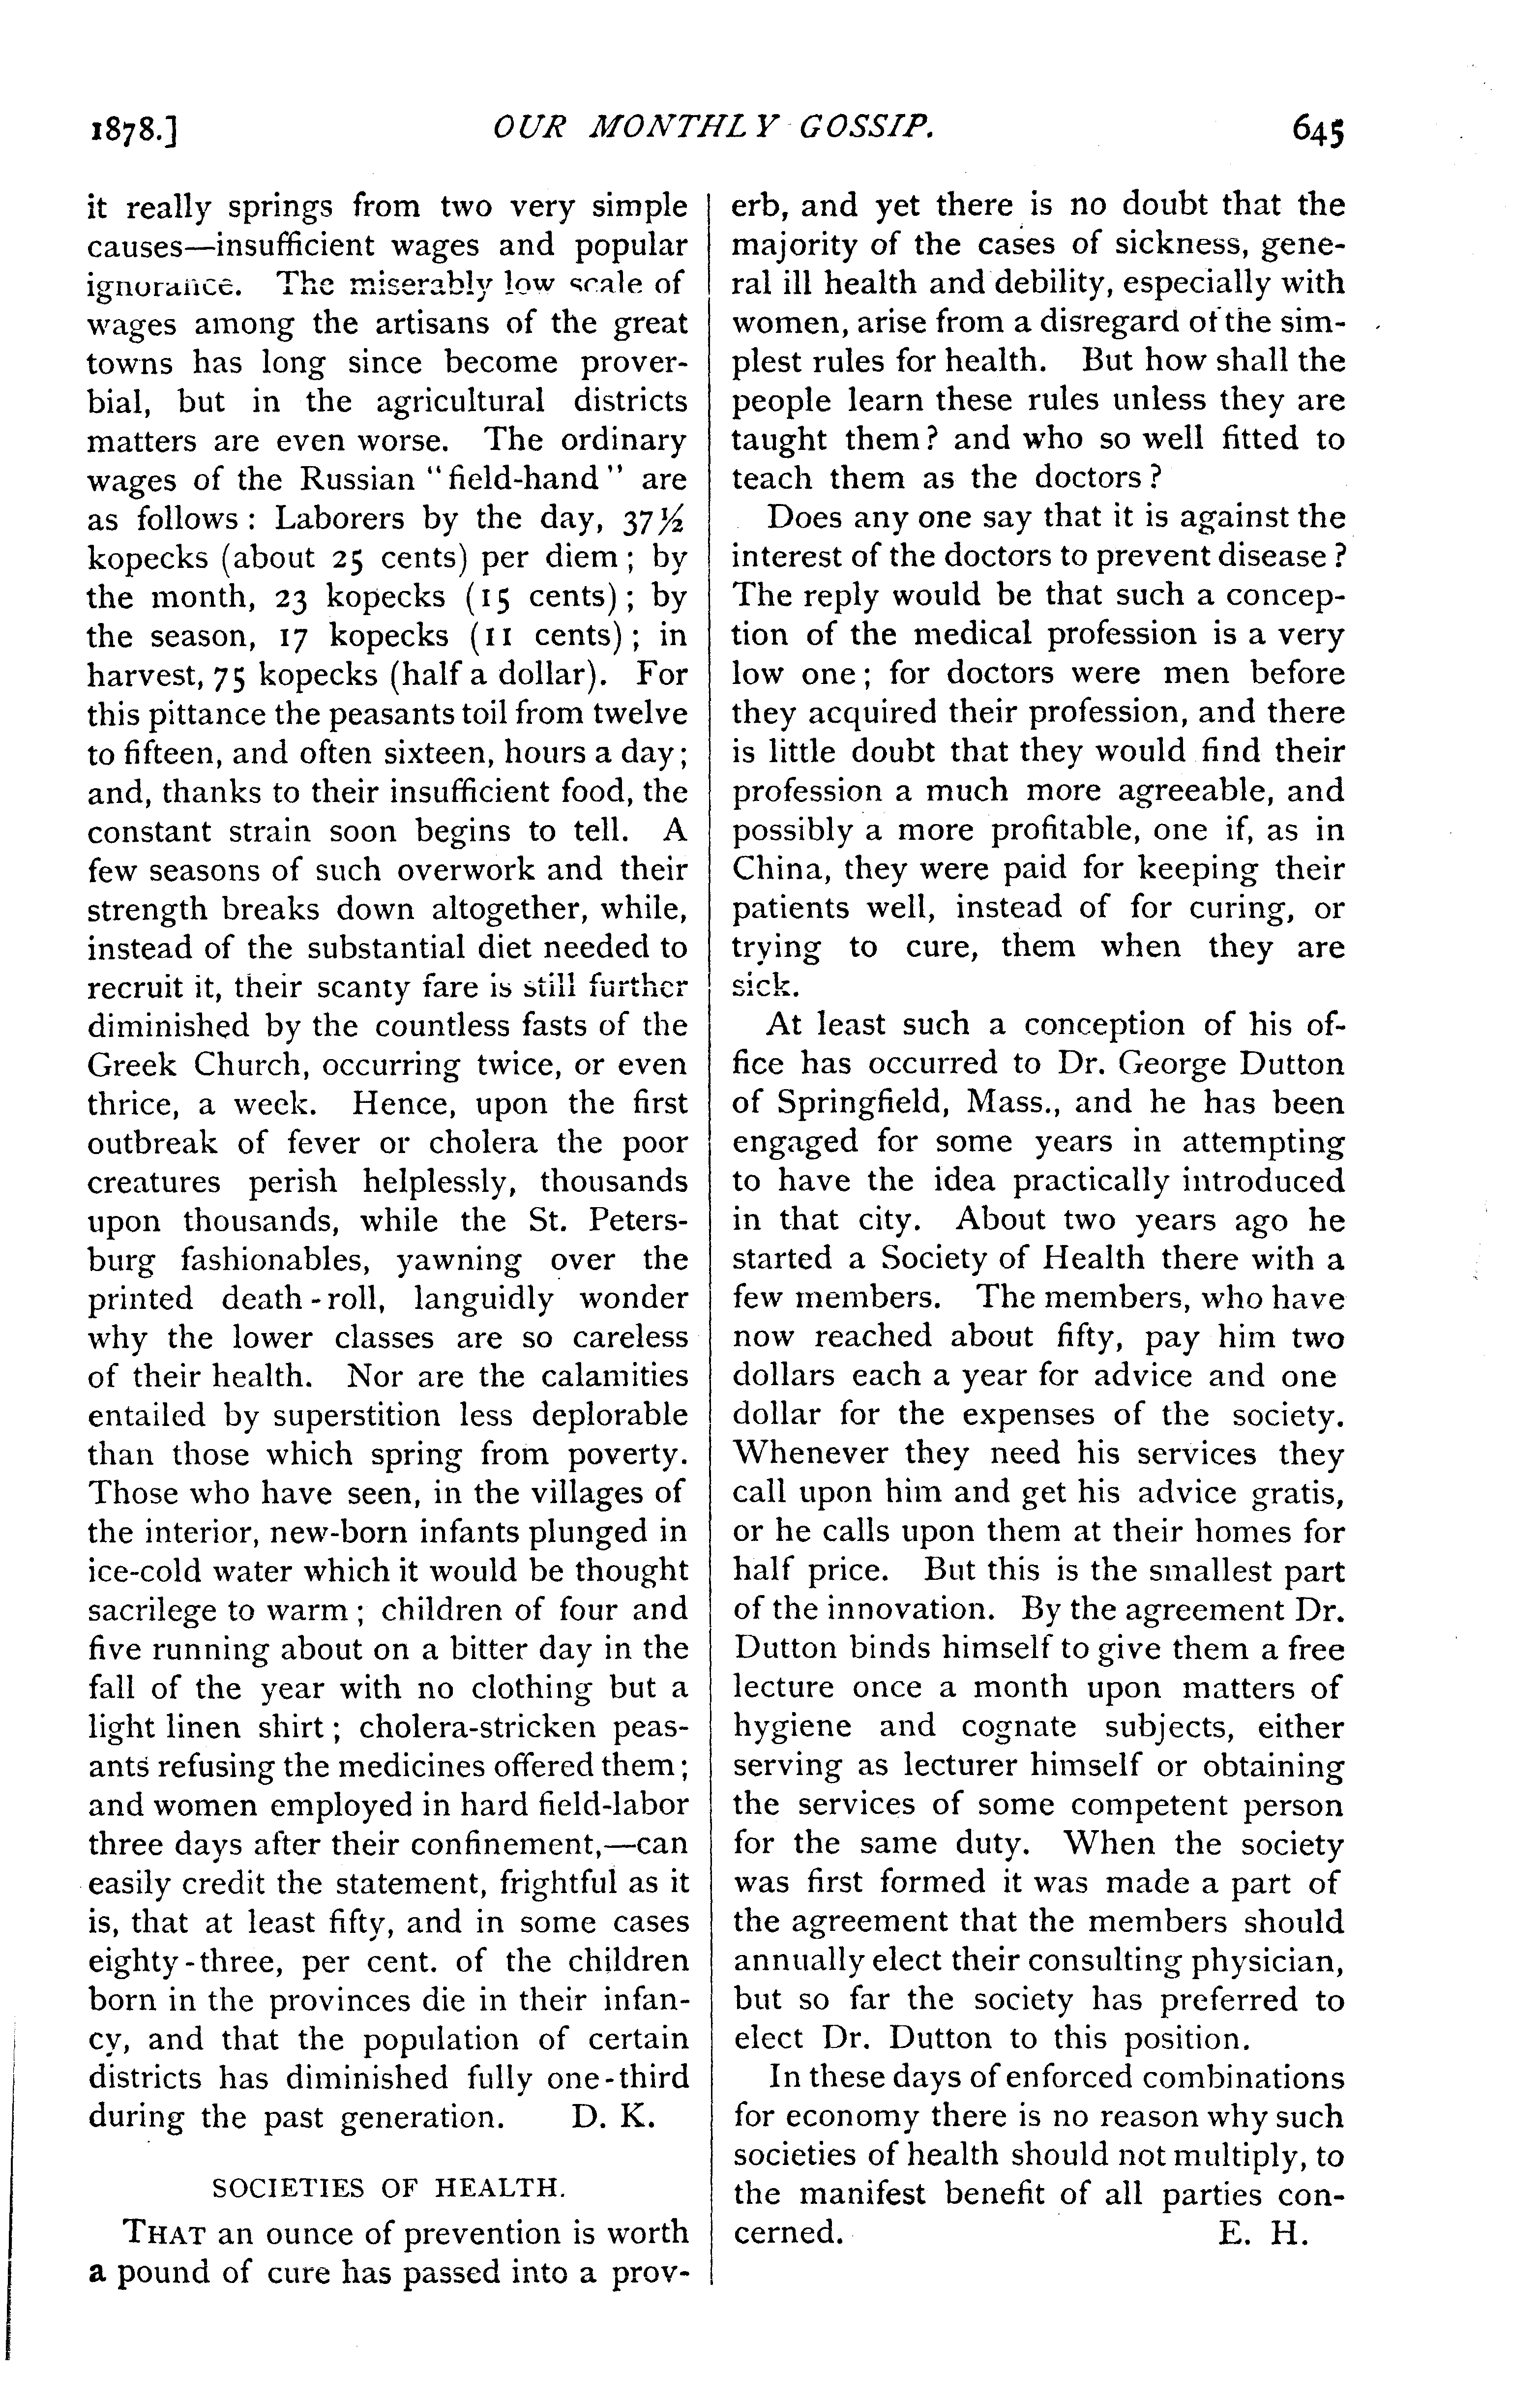 1878.] OUR MONTHLY GOSSIP. 645
it really springs from two very simple
causes—insufficient wages and popular
ignorance. The miserably low scale of
wages among the artisans of the great
towns has long since become prover-
bial, but in the agricultural districts
matters are even worse. The ordinary
wages of the Russian "field-hand" are
as follows: Laborers by the day, 37½
kopecks (about 25 cents) per diem; by
the month, 23 kopecks (15 cents); by
the season, 17 kopecks (11 cents); in
harvest, 75 kopecks (half a dollar). For
this pittance the peasants toil from twelve
to fifteen, and often sixteen, hours a day;
and, thanks to their insufficient food, the
constant strain soon begins to tell. A
few seasons of such overwork and their
strength breaks down altogether, while,
instead of the substantial diet needed to
recruit it, their scanty fare is still further
diminished by the countless fasts of the
Greek Church, occurring twice, or even
thrice, a week. Hence, upon the first
outbreak of fever or cholera the poor
creatures perish helplessly, thousands
upon thousands, while the St. Peters-
burg fashionables, yawning over the
printed death-roll, languidly wonder
why the lower classes are so careless
of their health. Nor are the calamities
entailed by superstition less deplorable
than those which spring from poverty.
Those who have seen, in the villages of
the interior, new-born infants plunged in
ice-cold water which it would be thought
sacrilege to warm; children of four and
five running about on a bitter day in the
fall of the year with no clothing but a
light linen shirt; cholera-stricken peas-
ants refusing the medicines offered them;
and women employed in hard field-labor
three days after their confinement,—can
easily credit the statement, frightful as it
is, that at least fifty, and in some cases
eighty-three, per cent. of the children
born in the provinces die in their infan-
cy, and that the population of certain
districts has diminished fully one-third
during the past generation. D. K.
SOCIETIES OF HEALTH.
THAT an ounce of prevention is worth
a pound of cure has passed into a prov-
erb, and yet there is no doubt that the
majority of the cases of sickness, gene-
ral ill health and debility, especially with
women, arise from a disregard of the sim-
plest rules for health. But how shall the
people learn these rules unless they are
taught them? and who so well fitted to
teach them as the doctors?
Does any one say that it is against the
interest of the doctors to prevent disease?
The reply would be that such a concep-
tion of the medical profession is a very
low one; for doctors were men before
they acquired their profession, and there
is little doubt that they would find their
profession a much more agreeable, and
possibly a more profitable, one if, as in
China, they were paid for keeping their
patients well, instead of for curing, or
trying to cure, them when they are
sick.
At least such a conception of his of-
fice has occurred to Dr. George Dutton
of Springfield, Mass., and he has been
engaged for some years in attempting
to have the idea practically introduced
in that city. About two years ago he
started a Society of Health there with a
few members. The members, who have
now reached about fifty, pay him two
dollars each a year for advice and one
dollar for the expenses of the society.
Whenever they need his services they
call upon him and get his advice gratis,
or he calls upon them at their homes for
half price. But this is the smallest part
of the innovation. By the agreement Dr.
Dutton binds himself to give them a free
lecture once a month upon matters of
hygiene and cognate subjects, either
serving as lecturer himself or obtaining
the services of some competent person
for the same duty. When the society
was first formed it was made a part of
the agreement that the members should
annually elect their consulting physician,
but so far the society has preferred to
elect Dr. Dutton to this position.
In these days of enforced combinations
for economy there is no reason why such
societies of health should not multiply, to
the manifest benefit of all parties con-
cerned. E. H.